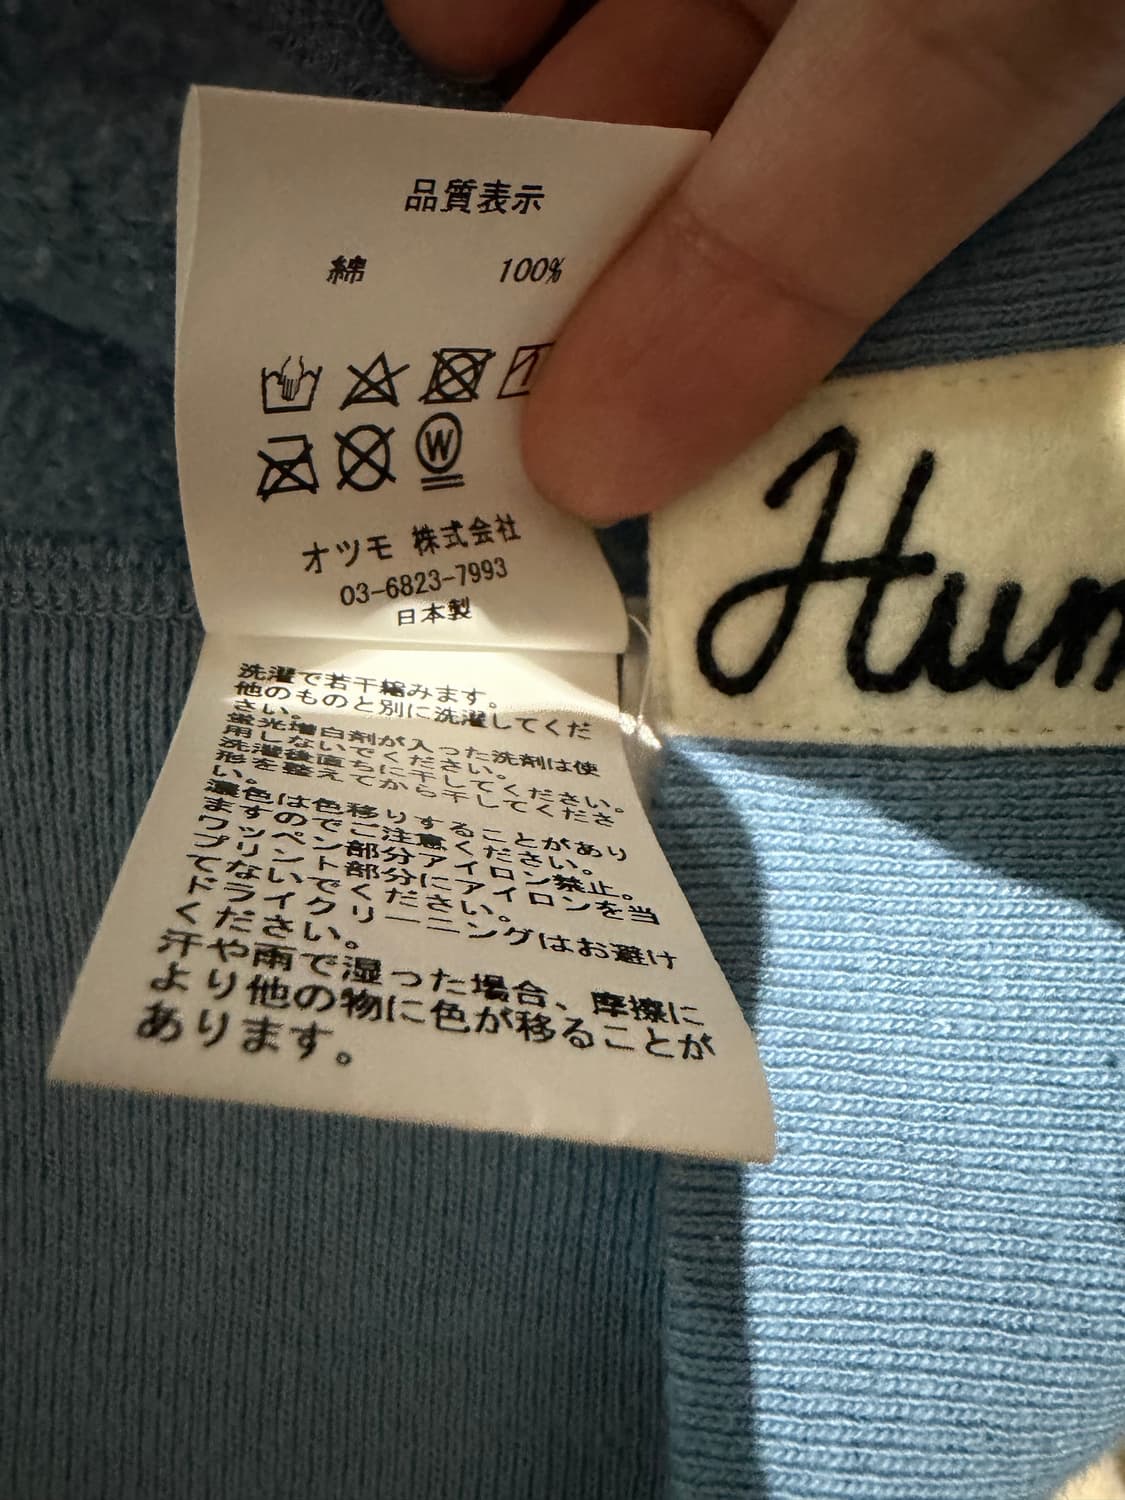 品質表示
綿 100%
W
オツモ 株式会社
03-6823-7993
日本製
洗濯で若干縮みます。
他のものと別に洗濯してくだ
さい。
蛍光増白剤が入った洗剤は使
用しないでください。
洗濯後直ちに干してください。
形を整えてから干してくださ
い。
濃色は色移りすることがあり
ますのでご注意ください。
ワッペン部分アイロン禁止。
プリント部分にアイロンを当
てないでください。
ドライクリーニングはお避け
ください。
汗や雨で湿った場合、摩擦に
より他の物に色が移ることが
あります。
Hum